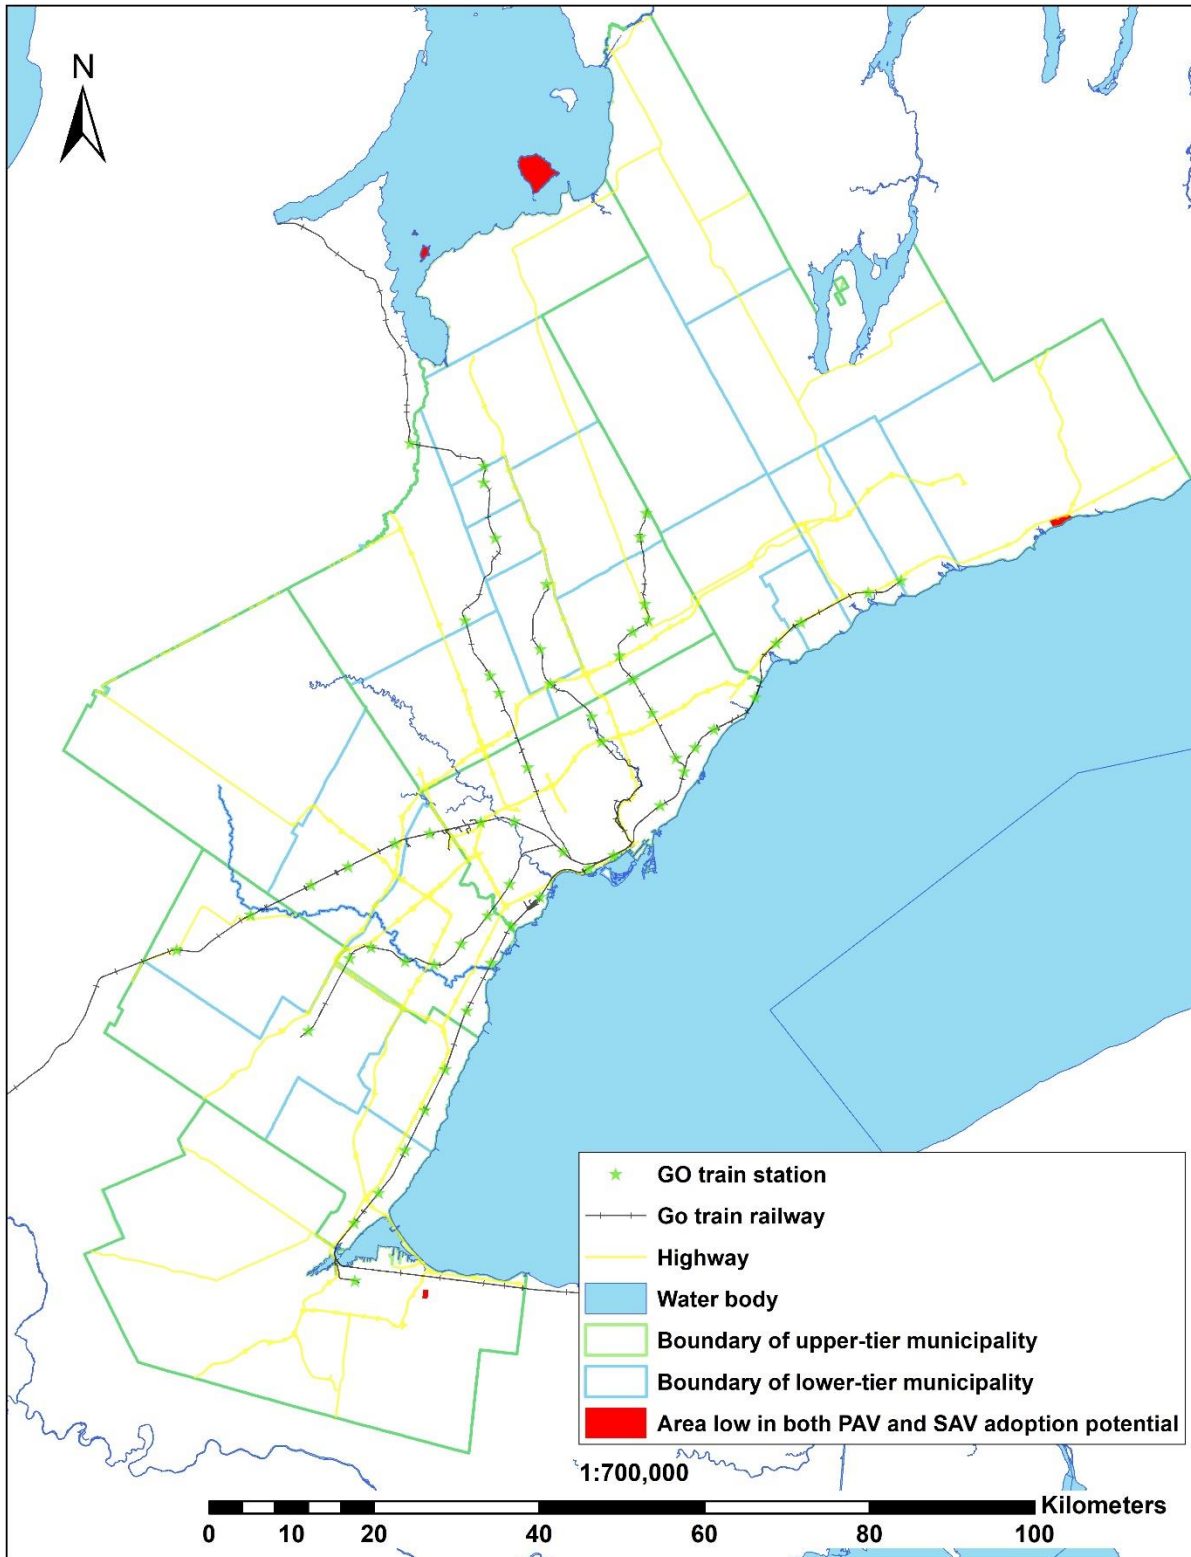 N
GO train station
Go train railway
Highway
Water body
Boundary of upper-tier municipality
Boundary of lower-tier municipality
Area low in both PAV and SAV adoption potential
1:700,000
Kilometers
0 10 20 40 60 80 100